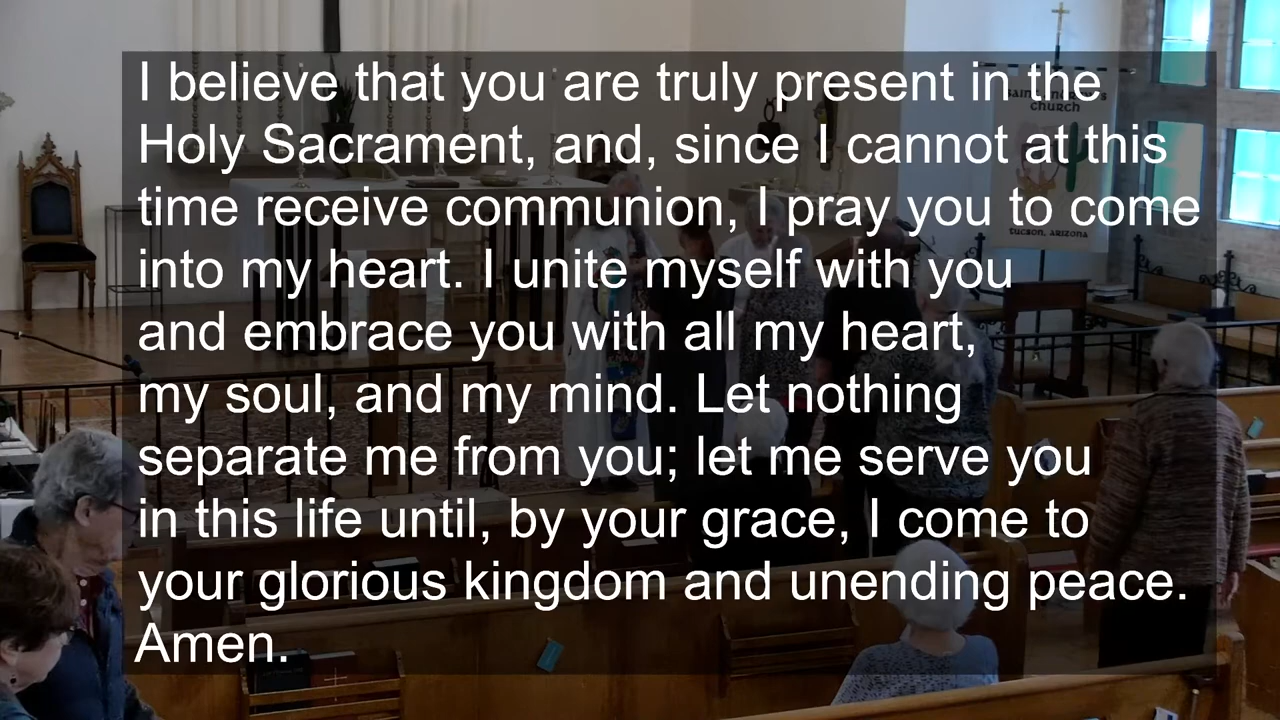 I believe that you are truly present in the
Holy Sacrament, and, since I cannot at this
time receive communion, I pray you to come
into my heart. I unite myself with you
and embrace you with all my heart,
my soul, and my mind. Let nothing
separate me from you; let me serve you
in this life until, by your grace, I come to
your glorious kingdom and unending peace.
Amen.
CHURCH
TUCSON, ARIZONA